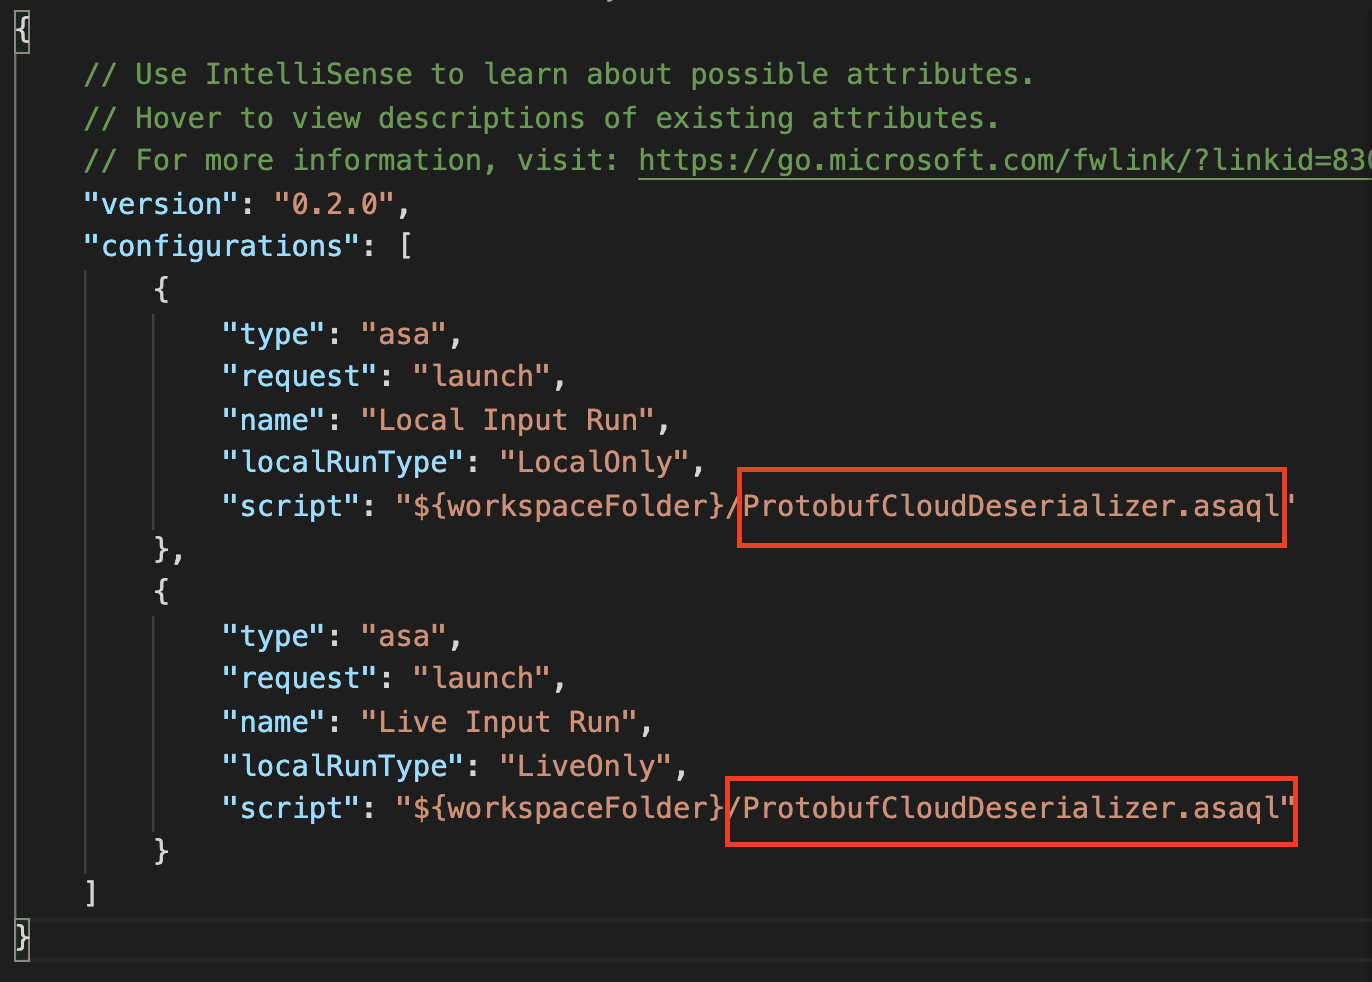 {
// Use IntelliSense to learn about possible attributes.
// Hover to view descriptions of existing attributes.
// For more information, visit: https://go.microsoft.com/fwlink/?linkid=830
"version": "0.2.0",
"configurations": [
{
"type": "asa",
"request": "launch",
"name": "Local Input Run",
"localRunType": "LocalOnly",
"script": "${workspaceFolder}/ProtobufCloudDeserializer.asaql"
},
{
"type": "asa",
"request": "launch",
"name": "Live Input Run",
"localRunType": "LiveOnly",
"script": "${workspaceFolder}/ProtobufCloudDeserializer.asaql"
}
]
}